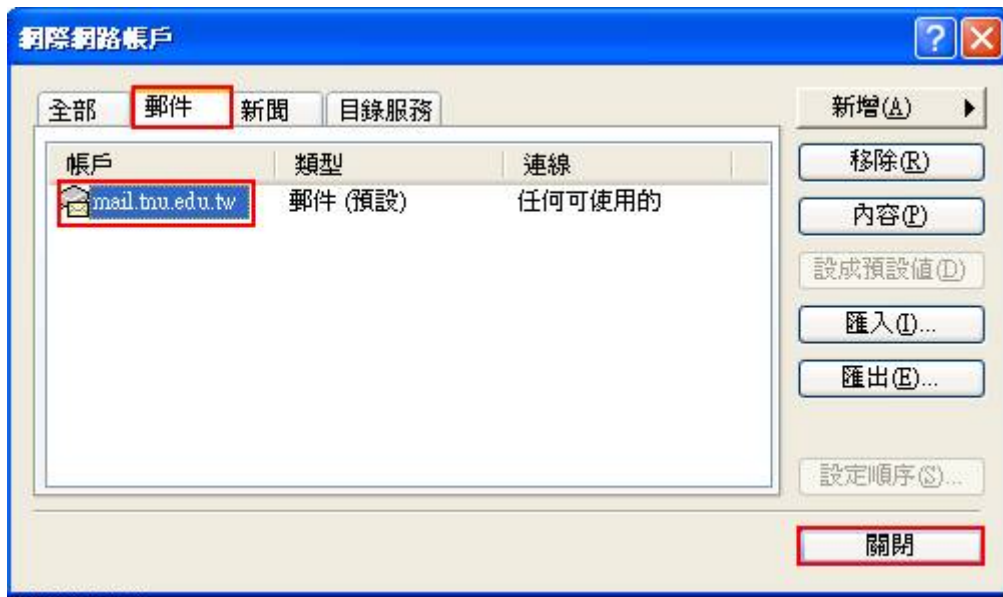 網際網路帳戶
全部 郵件 新聞 目錄服務
帳戶 類型 連線
mail.tnu.edu.tw 郵件 (預設) 任何可使用的
新增(A)
移除(R)
內容(P)
設成預設值(D)
匯入(I)...
匯出(E)...
設定順序(S)...
關閉